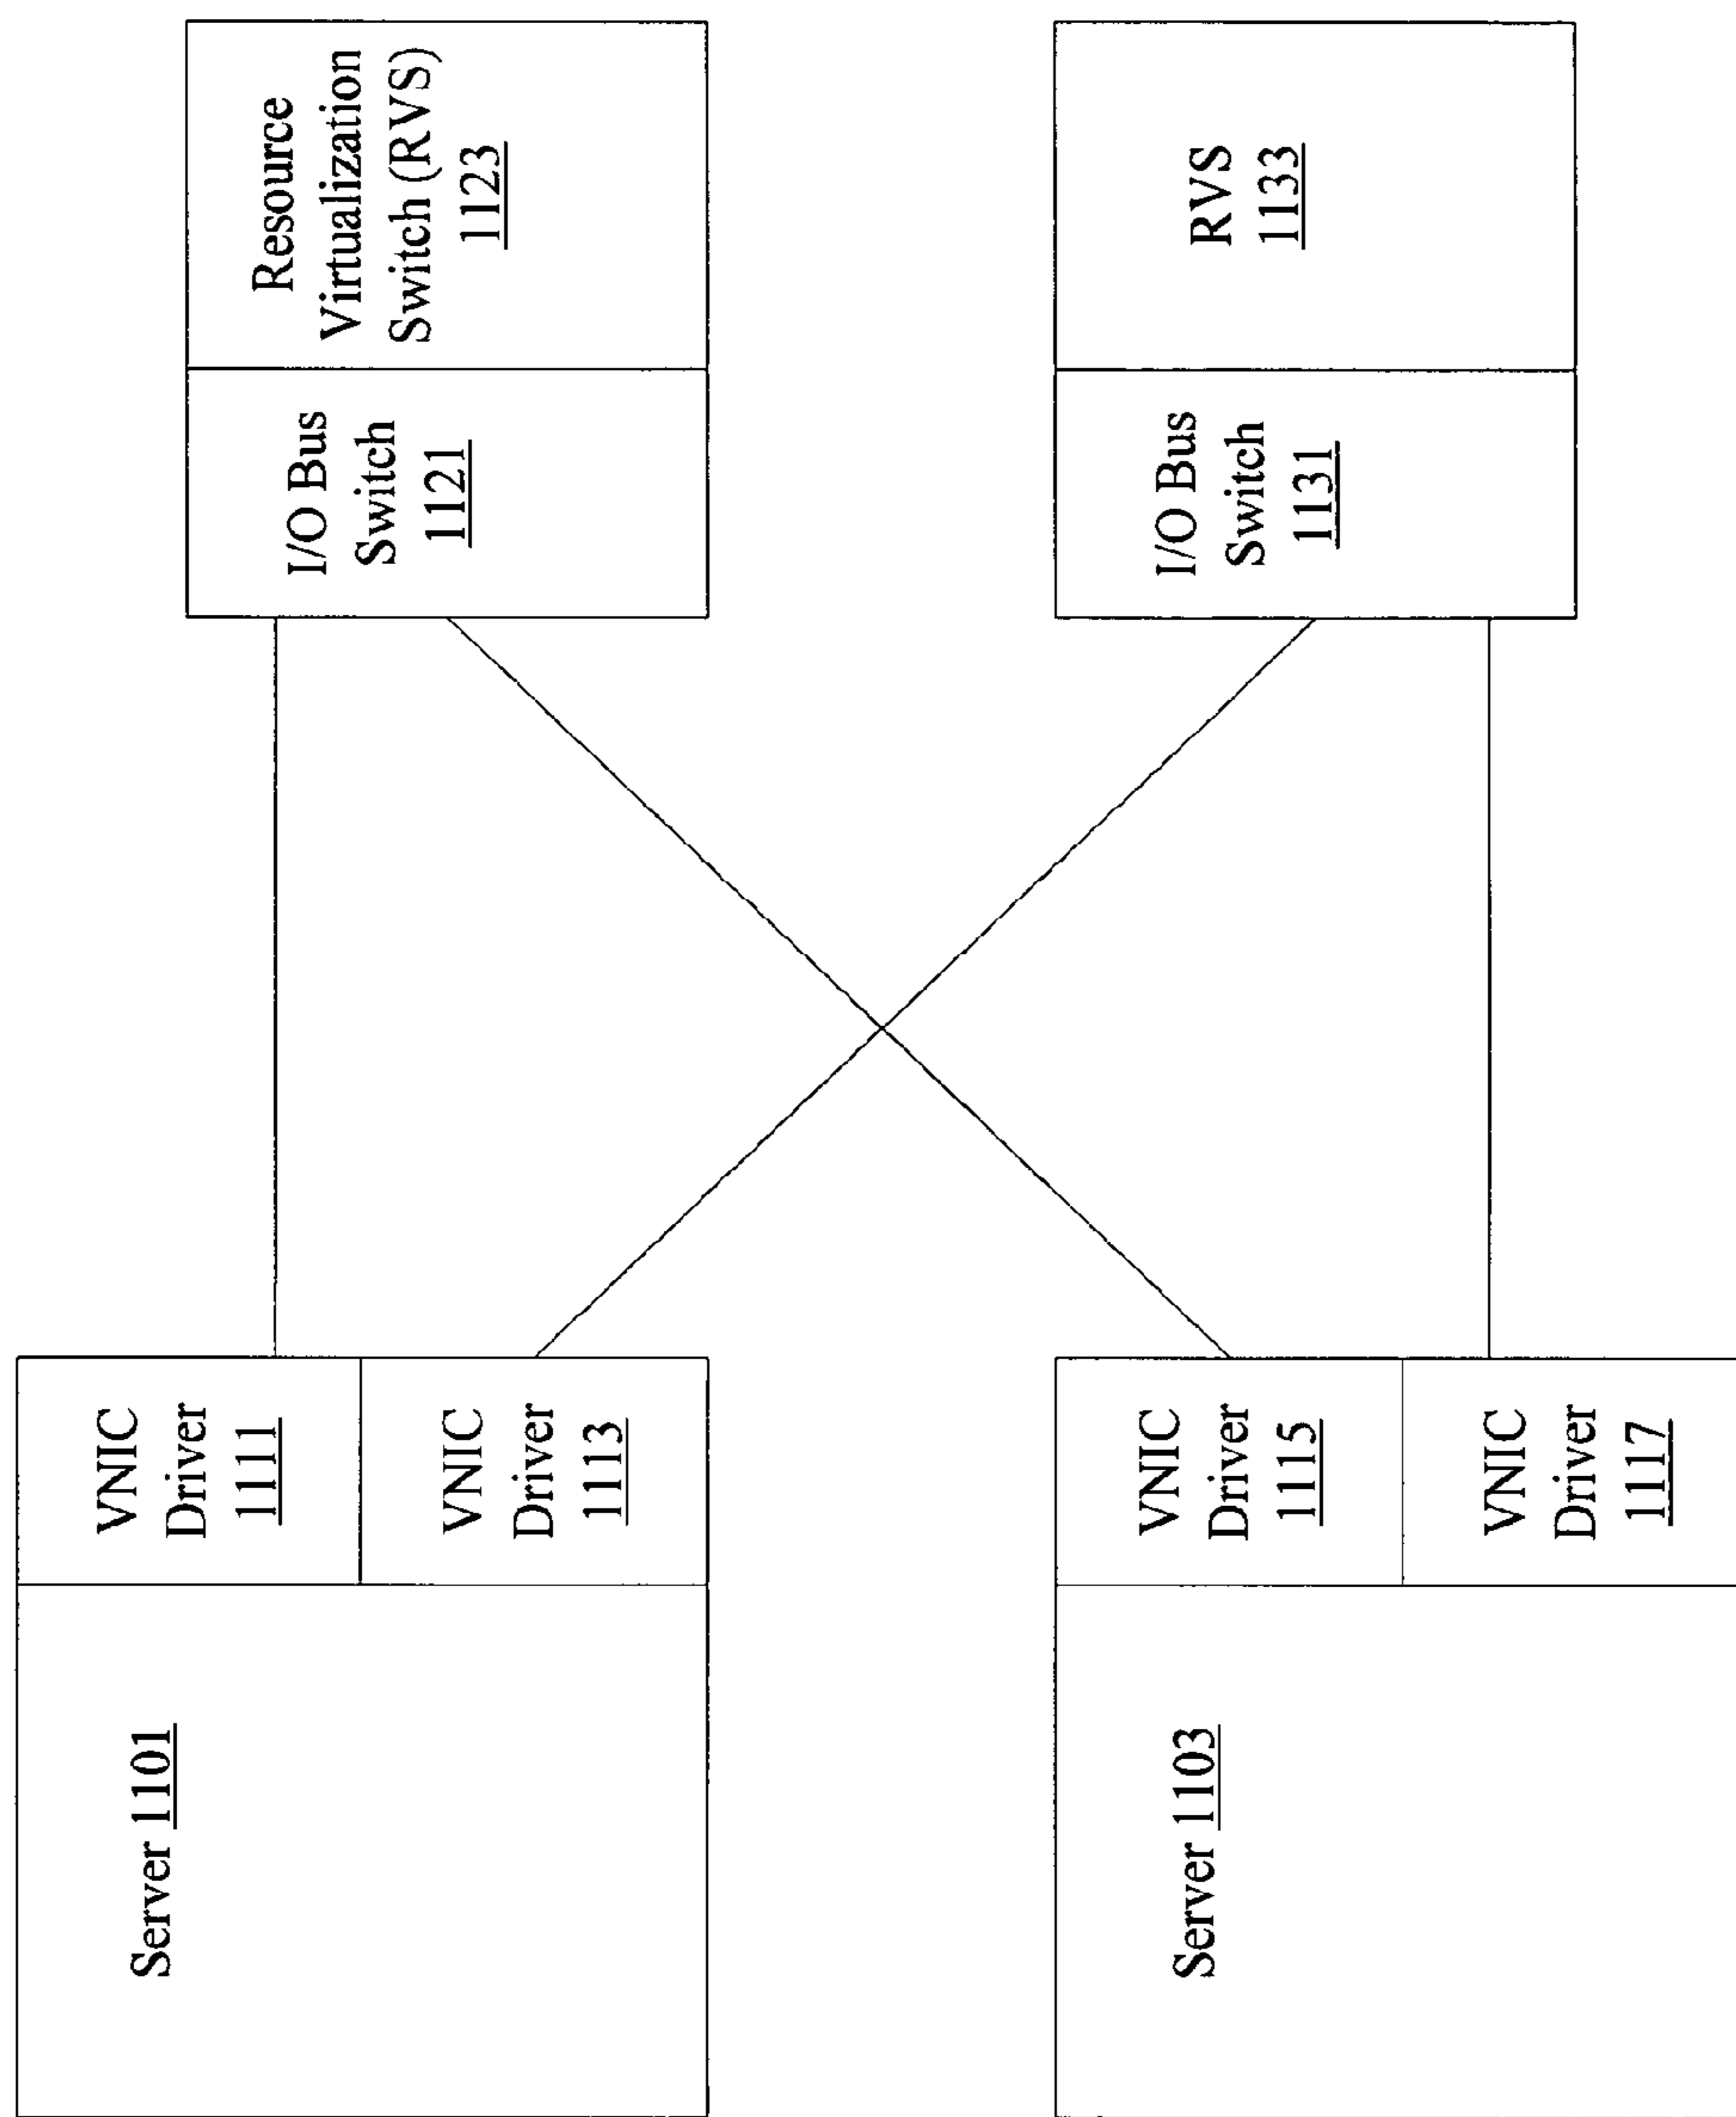 Server 1101
VNIC
Driver
1111
VNIC
Driver
1113
I/O Bus
Switch
1121
Resource
Virtualization
Switch (RVS)
1123
Server 1103
VNIC
Driver
1115
VNIC
Driver
1117
I/O Bus
Switch
1131
RVS
1133